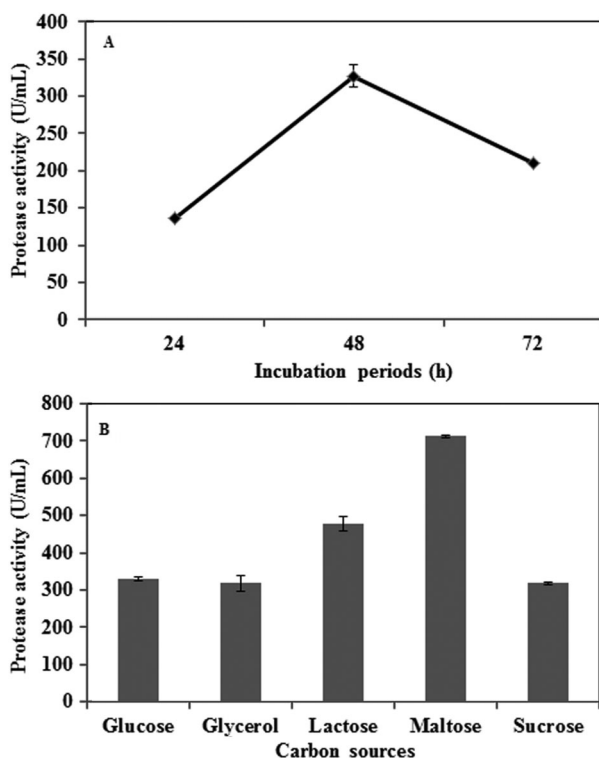 A
Protease activity (U/mL)
400
350
300
250
200
150
100
50
0
24 48 72
Incubation periods (h)
B
Protease activity (U/mL)
800
700
600
500
400
300
200
100
0
Glucose Glycerol Lactose Maltose Sucrose
Carbon sources